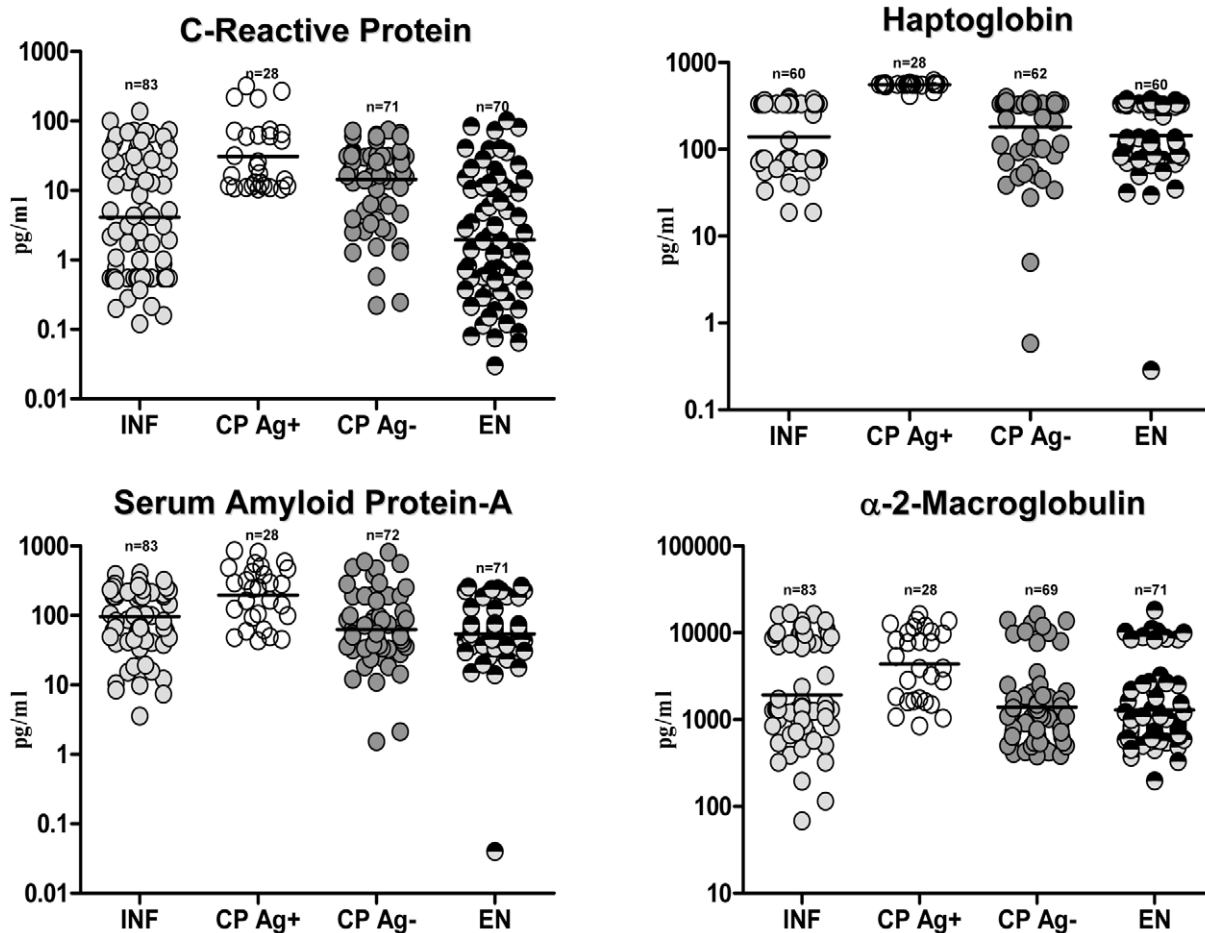 C-Reactive Protein
1000
100
10
1
0.1
0.01
pg/ml
n=83
n=28
n=71
n=70
INF
CP Ag+
CP Ag-
EN
Haptoglobin
1000
100
10
1
0.1
pg/ml
n=60
n=28
n=62
n=60
INF
CP Ag+
CP Ag-
EN
Serum Amyloid Protein-A
1000
100
10
1
0.1
0.01
pg/ml
n=83
n=28
n=72
n=71
INF
CP Ag+
CP Ag-
EN
α-2-Macroglobulin
100000
10000
1000
100
10
pg/ml
n=83
n=28
n=69
n=71
INF
CP Ag+
CP Ag-
EN